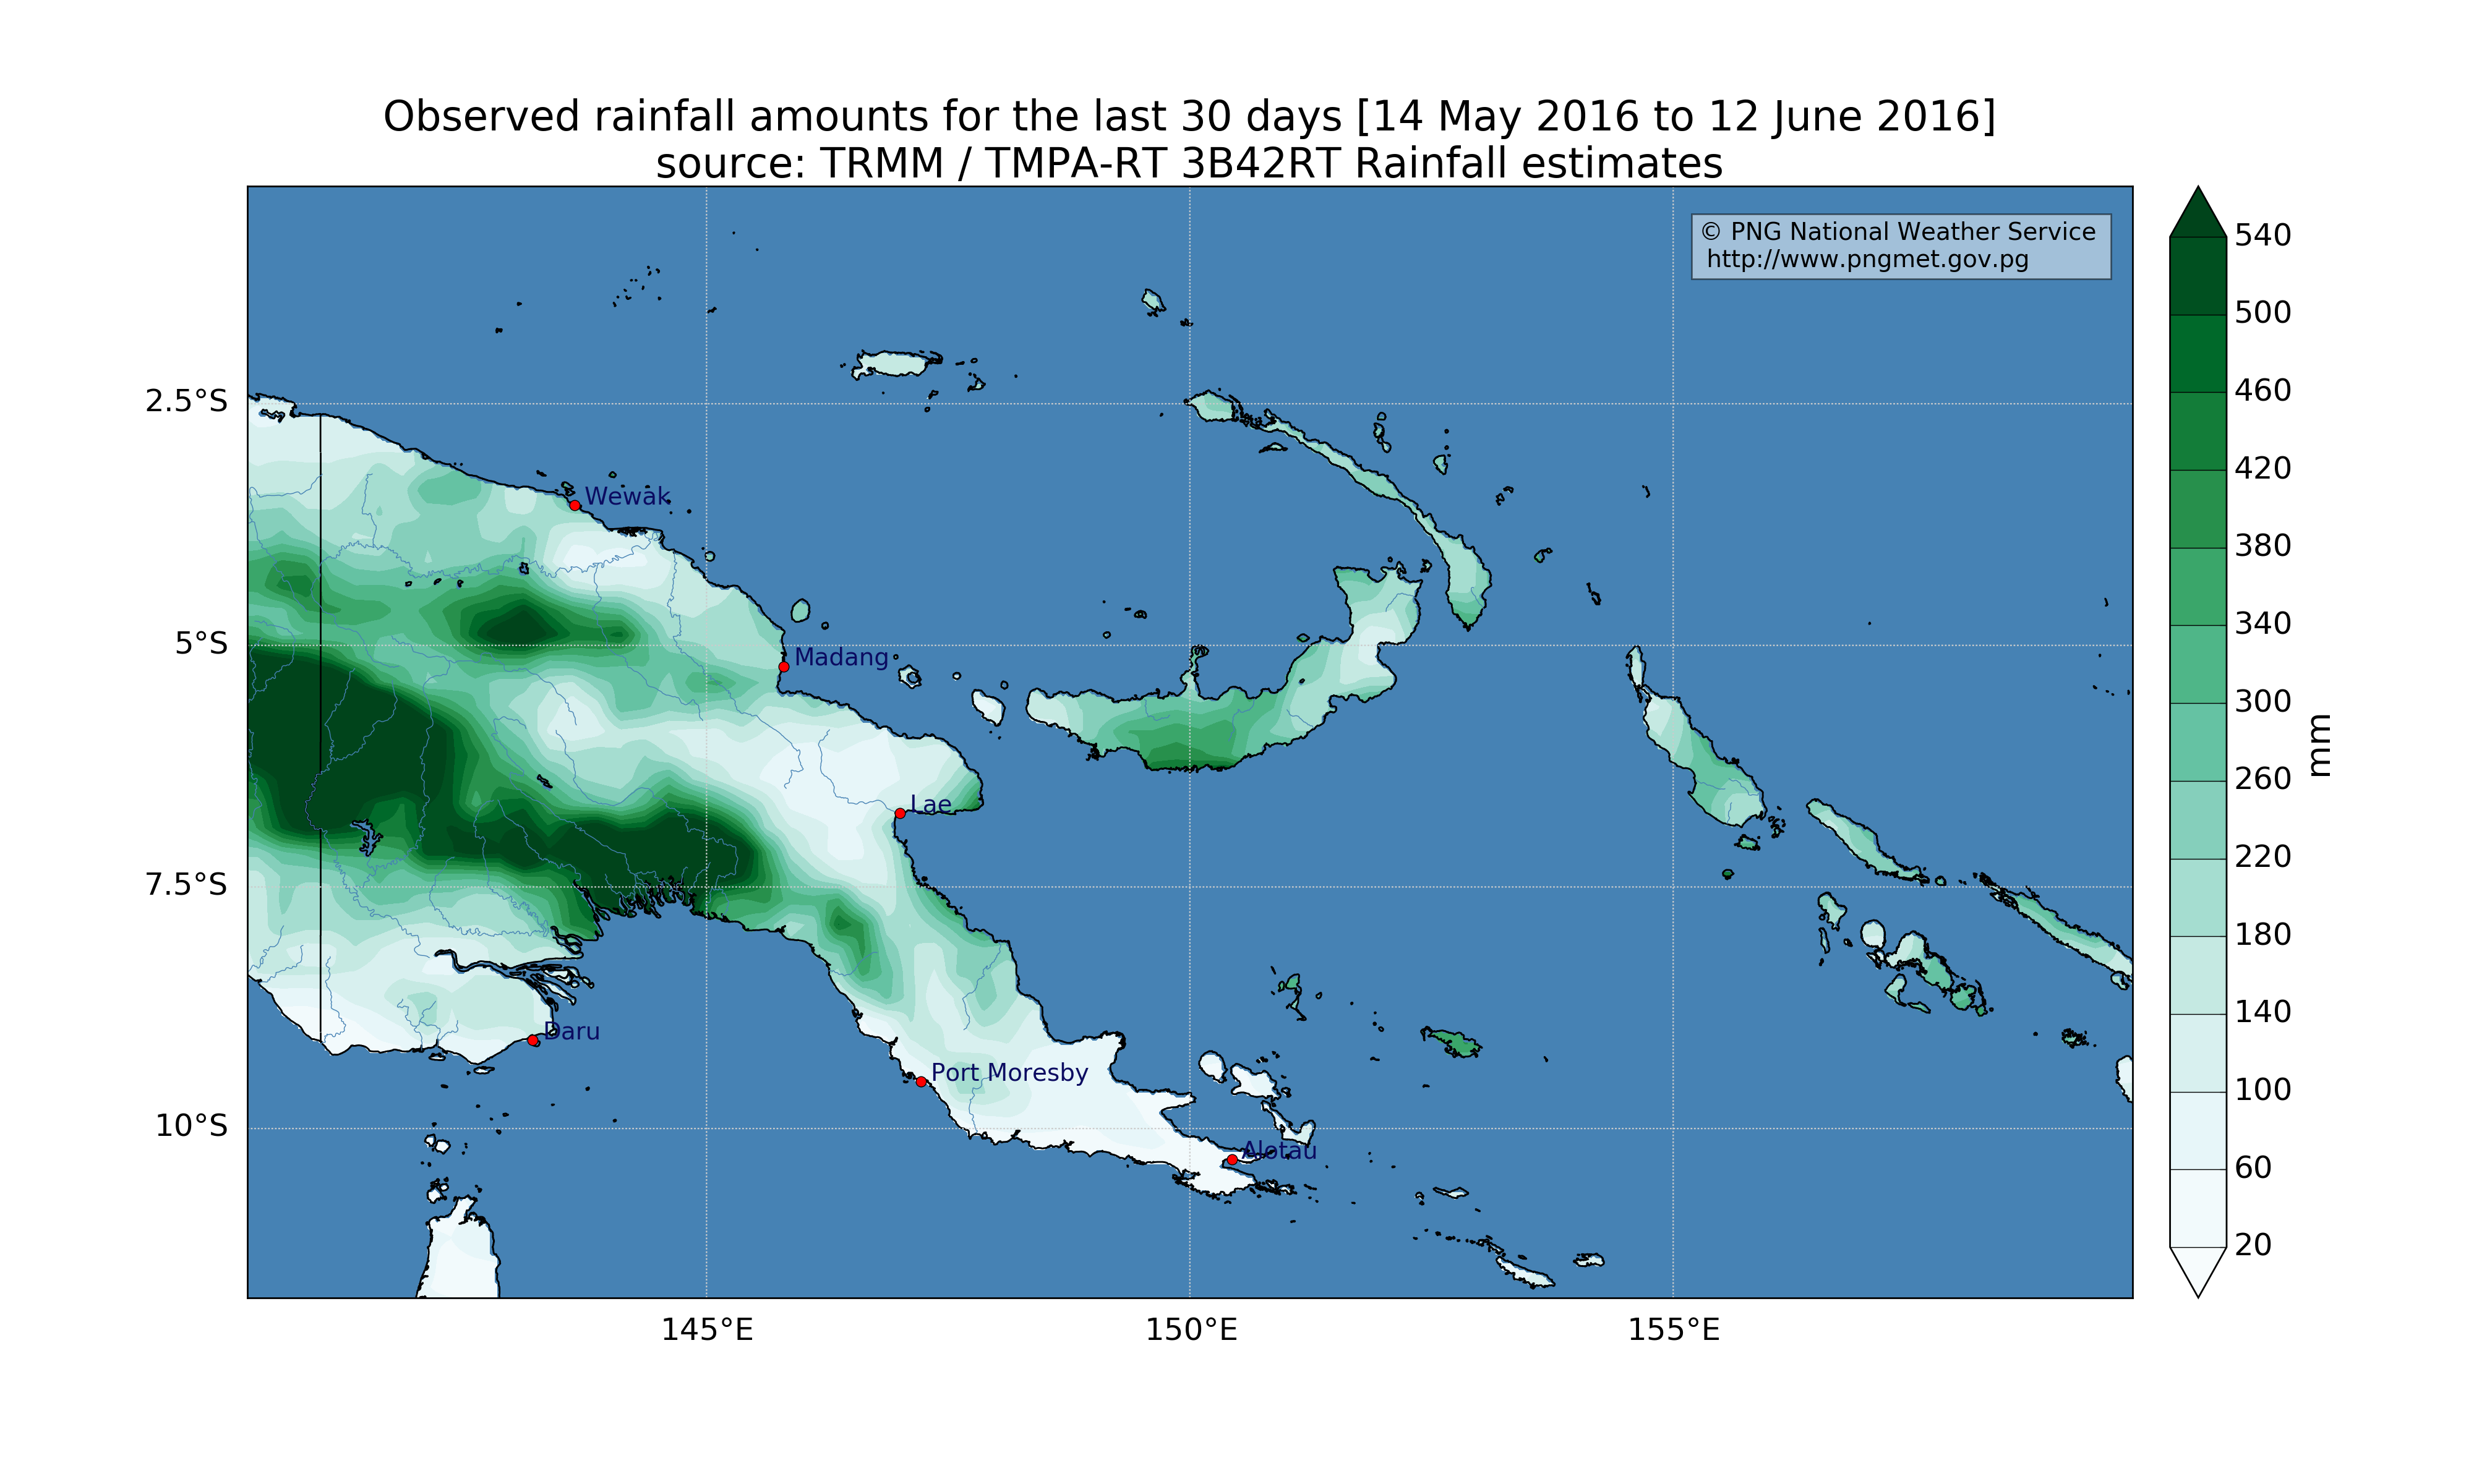 Observed rainfall amounts for the last 30 days [14 May 2016 to 12 June 2016]
source: TRMM / TMPA-RT 3B42RT Rainfall estimates
© PNG National Weather Service
http://www.pngmet.gov.pg
540
500
460
420
380
340
300
260
220
180
140
100
60
20
mm
2.5°S
5°S
7.5°S
10°S
Wewak
Madang
Lae
Daru
Port Moresby
Alotau
145°E
150°E
155°E